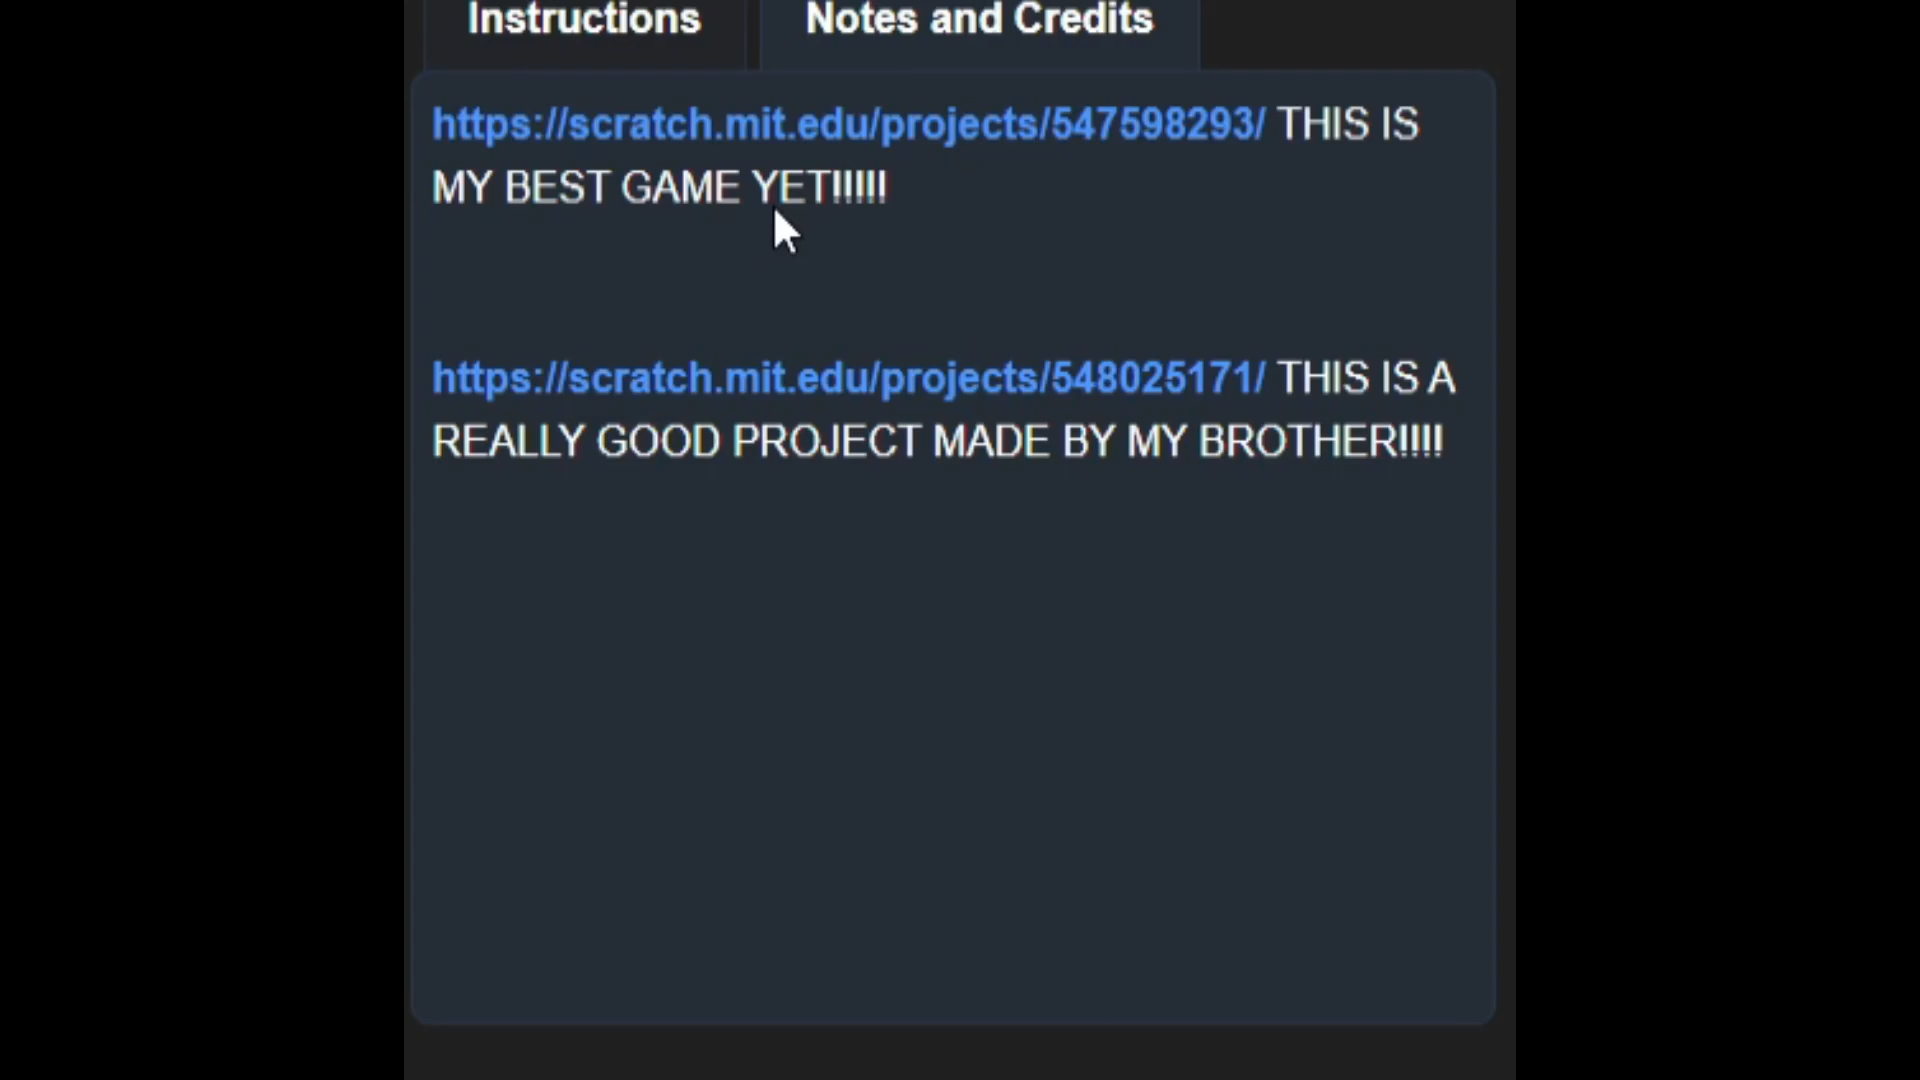 Instructions Notes and Credits
https://scratch.mit.edu/projects/547598293/ THIS IS
MY BEST GAME YET!!!!!
https://scratch.mit.edu/projects/548025171/ THIS IS A
REALLY GOOD PROJECT MADE BY MY BROTHER!!!!